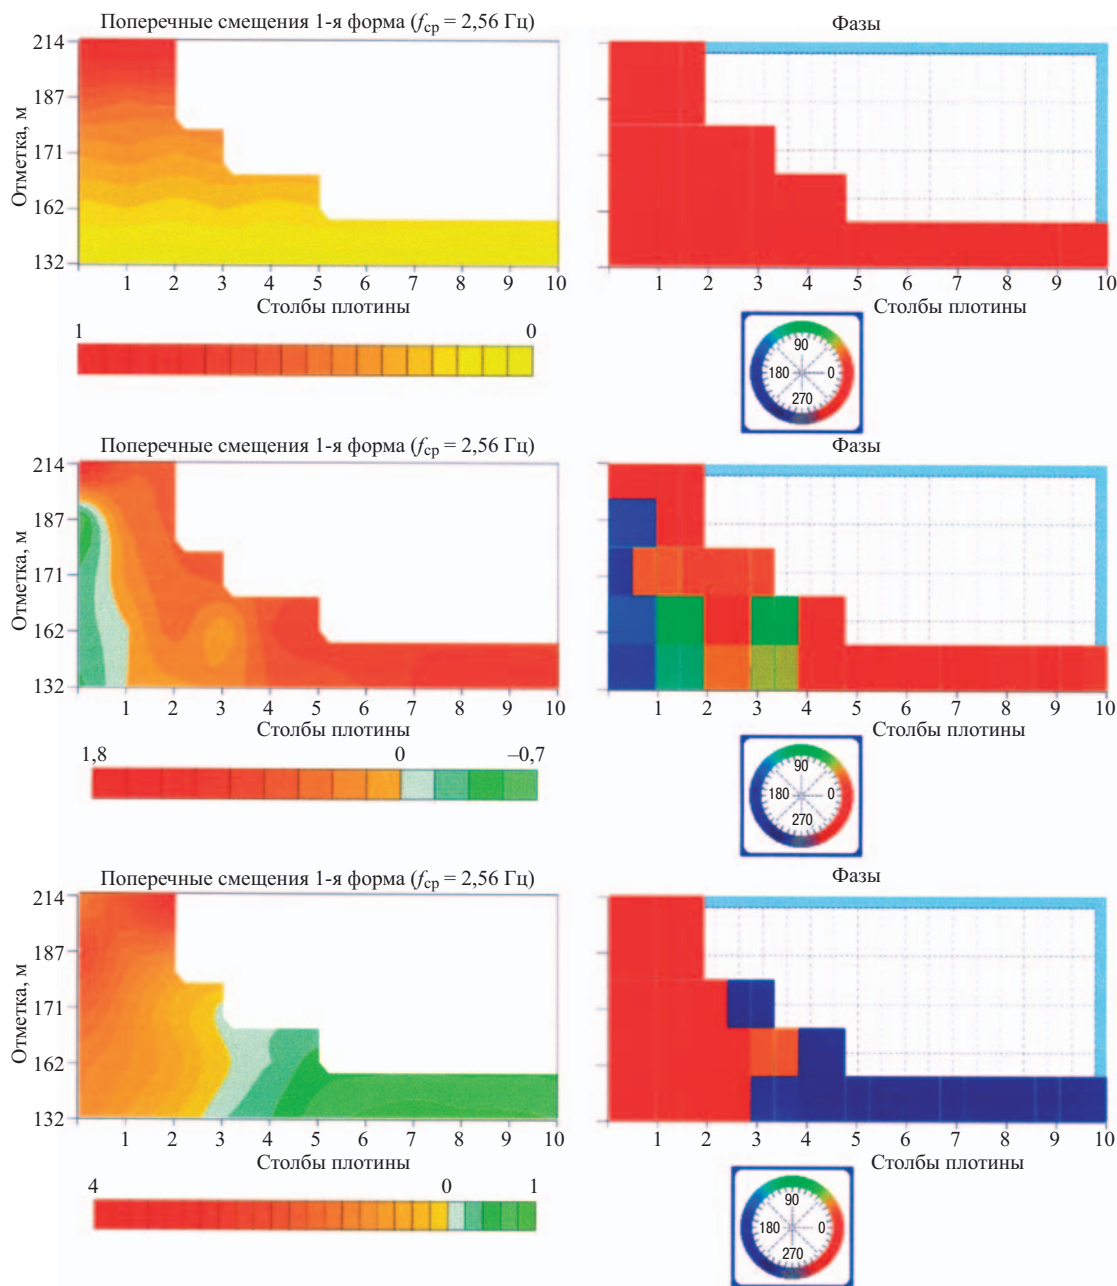 Поперечные смещения 1-я форма (fср = 2,56 Гц)
Фазы
Отметка, м
214
187
171
162
132
1 2 3 4 5 6 7 8 9 10
Столбы плотины
1 2 3 4 5 6 7 8 9 10
Столбы плотины
1 0
90
180 0
270
Поперечные смещения 1-я форма (fср = 2,56 Гц)
Фазы
Отметка, м
214
187
171
162
132
1 2 3 4 5 6 7 8 9 10
Столбы плотины
1 2 3 4 5 6 7 8 9 10
Столбы плотины
1,8 0 –0,7
90
180 0
270
Поперечные смещения 1-я форма (fср = 2,56 Гц)
Фазы
Отметка, м
214
187
171
162
132
1 2 3 4 5 6 7 8 9 10
Столбы плотины
1 2 3 4 5 6 7 8 9 10
Столбы плотины
4 0 1
90
180 0
270